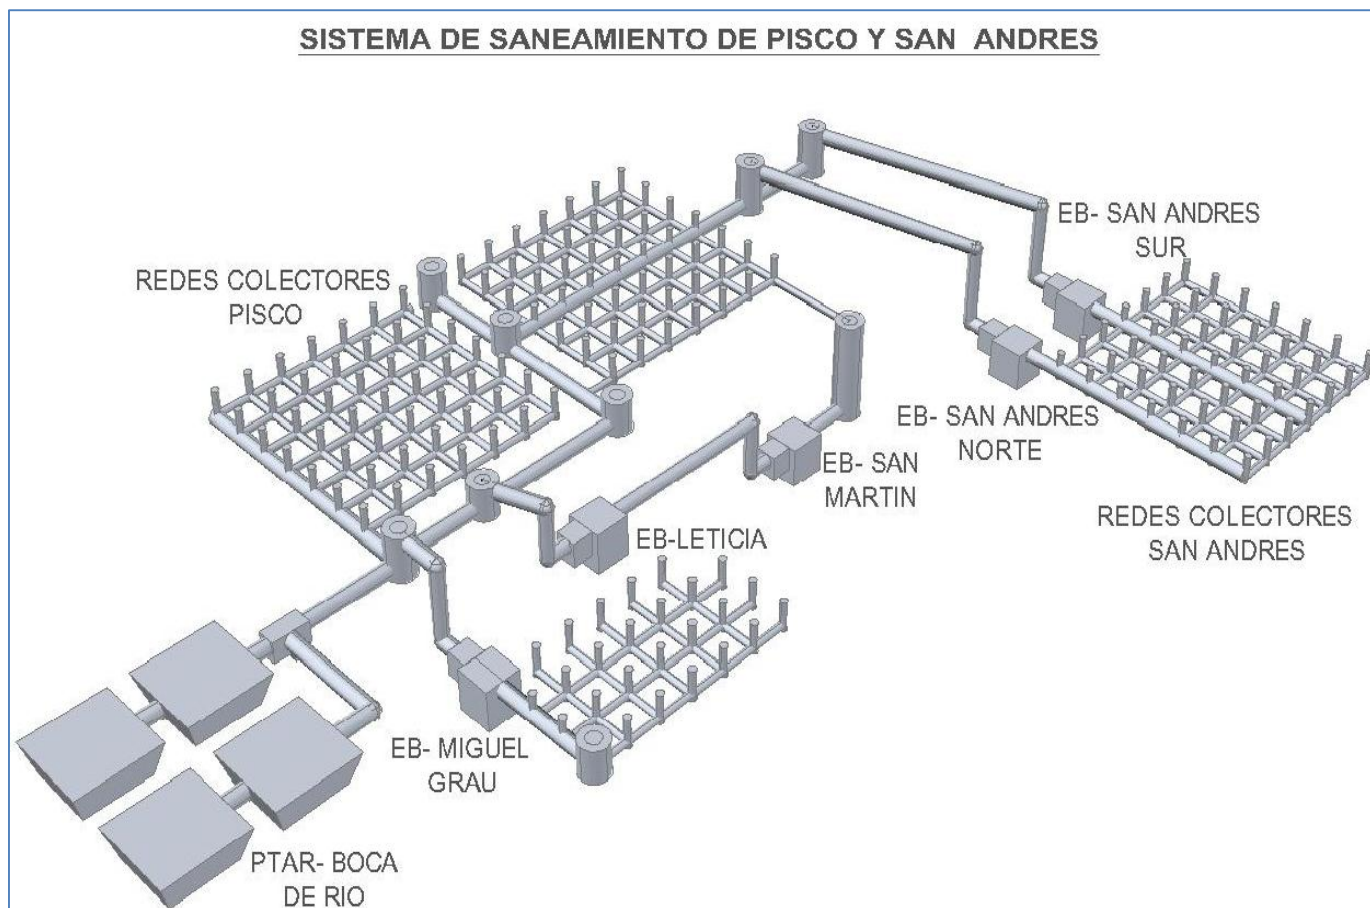 SISTEMA DE SANEAMIENTO DE PISCO Y SAN  ANDRES
EB- SAN ANDRES
SUR
REDES COLECTORES
PISCO
EB- SAN ANDRES
NORTE
EB- SAN
MARTIN
REDES COLECTORES
SAN ANDRES
EB-LETICIA
EB- MIGUEL
GRAU
PTAR- BOCA
DE RIO